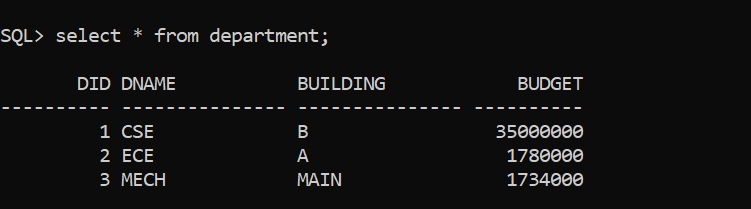 SQL> select * from department;
DID DNAME BUILDING BUDGET
---------- --------------- --------------- ----------
1 CSE B 35000000
2 ECE A 1780000
3 MECH MAIN 1734000